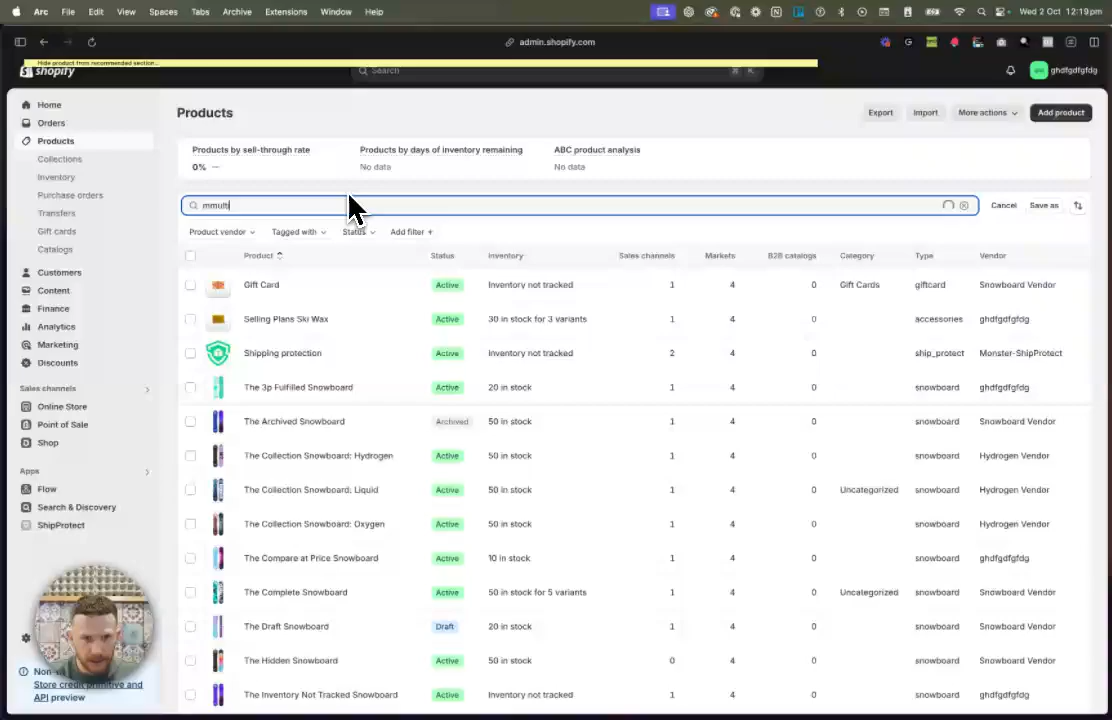 Arc File Edit View Spaces Tabs Archive Extensions Window Help Wed 2 Oct 12:19pm
admin.shopify.com
Hide product from recommended section...
shopify Search ghdfgdfgfdg
Home
Orders
Products
Collections
Inventory
Purchase orders
Transfers
Gift cards
Catalogs
Customers
Content
Finance
Analytics
Marketing
Discounts
Sales channels
Online Store
Point of Sale
Shop
Apps
Flow
Search & Discovery
ShipProtect
Store credit primitive and
API preview
Products Export Import More actions Add product
Products by sell-through rate Products by days of inventory remaining ABC product analysis
0% — No data No data
mmulti Cancel Save as
Product vendor Tagged with Status Add filter +
Product Status Inventory Sales channels Markets B2B catalogs Category Type Vendor
Gift Card Active Inventory not tracked 1 4 0 Gift Cards giftcard Snowboard Vendor
Selling Plans Ski Wax Active 30 in stock for 3 variants 1 4 0 accessories ghdfgdfgfdg
Shipping protection Active Inventory not tracked 2 4 0 ship_protect Monster-ShipProtect
The 3p Fulfilled Snowboard Active 20 in stock 1 4 0 snowboard ghdfgdfgfdg
The Archived Snowboard Archived 50 in stock 1 4 0 snowboard Snowboard Vendor
The Collection Snowboard: Hydrogen Active 50 in stock 1 4 0 snowboard Hydrogen Vendor
The Collection Snowboard: Liquid Active 50 in stock 1 4 0 Uncategorized snowboard Hydrogen Vendor
The Collection Snowboard: Oxygen Active 50 in stock 1 4 0 snowboard Hydrogen Vendor
The Compare at Price Snowboard Active 10 in stock 1 4 0 snowboard ghdfgdfgfdg
The Complete Snowboard Active 50 in stock for 5 variants 1 4 0 Uncategorized snowboard Snowboard Vendor
The Draft Snowboard Draft 20 in stock 1 4 0 snowboard Snowboard Vendor
The Hidden Snowboard Active 50 in stock 0 4 0 snowboard Snowboard Vendor
The Inventory Not Tracked Snowboard Active Inventory not tracked 1 4 0 snowboard ghdfgdfgfdg